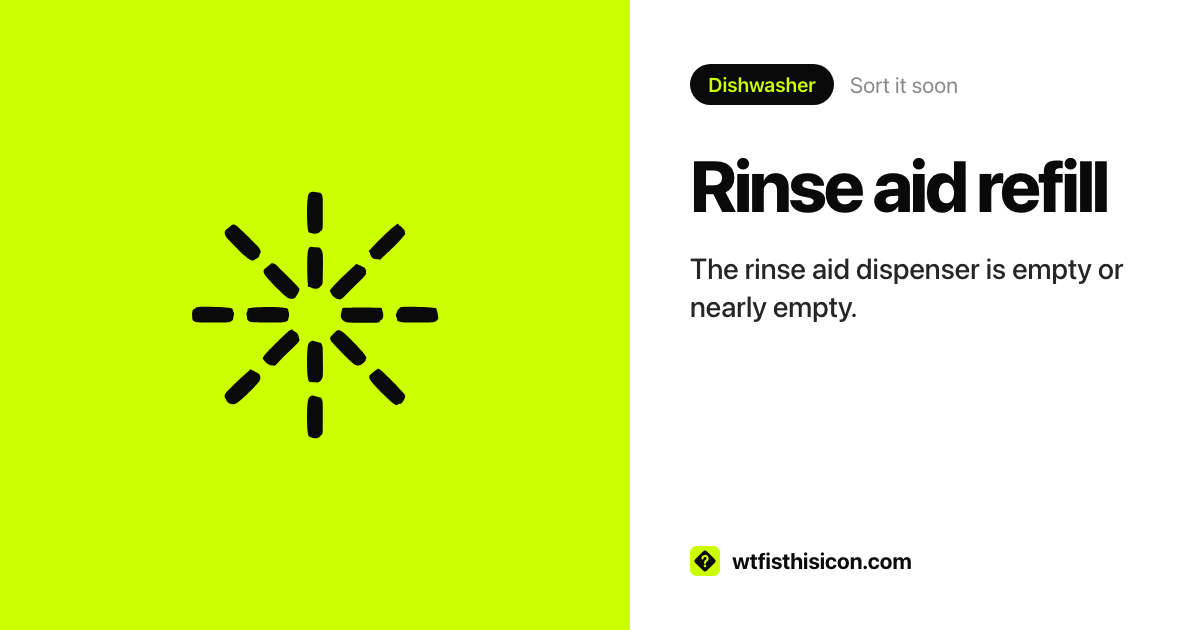 Dishwasher Sort it soon
Rinse aid refill
The rinse aid dispenser is empty or
nearly empty.
? wtfisthisicon.com